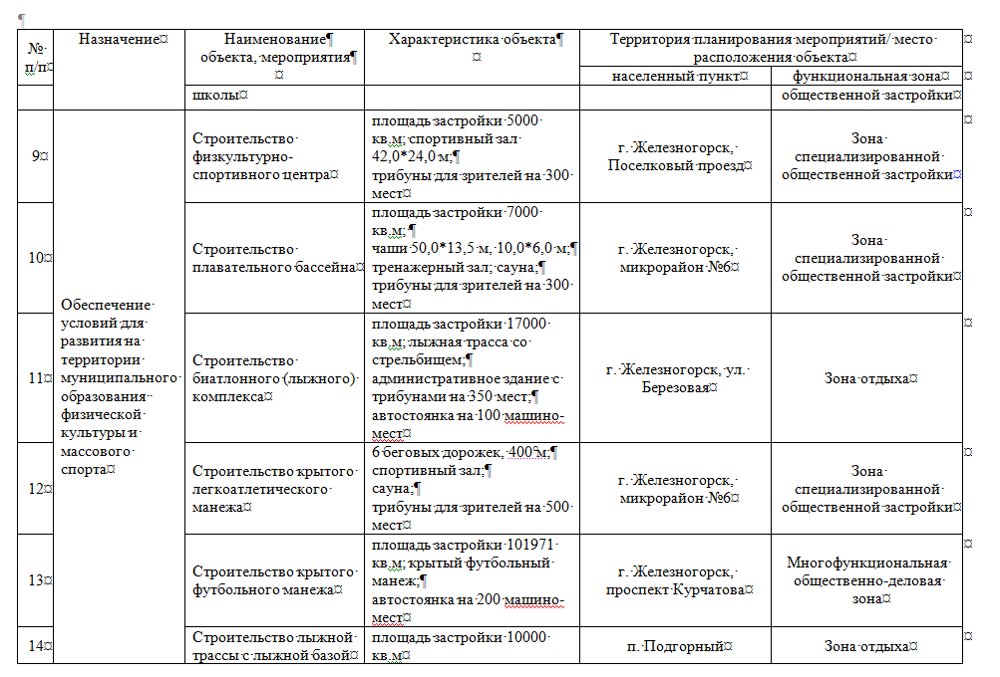 № п/п
Назначение
Наименование
объекта, мероприятия
Характеристика объекта
Территория планирования мероприятий/ место
расположения объекта
населенный пункт
функциональная зона
школы
общественной застройки
9
Обеспечение
условий для
развития на
территории
муниципального
образования
физической
культуры и
массового
спорта
Строительство
физкультурно-
спортивного центра
площадь застройки 5000
кв.м; спортивный зал
42,0*24,0 м;
трибуны для зрителей на 300
мест
г. Железногорск,
Поселковый проезд
Зона
специализированной
общественной застройки
10
Строительство
плавательного бассейна
площадь застройки 7000
кв.м;
чаши 50,0*13,5 м, 10,0*6,0 м;
тренажерный зал; сауна;
трибуны для зрителей на 300
мест
г. Железногорск,
микрорайон №6
Зона
специализированной
общественной застройки
11
Строительство
биатлонного (лыжного)
комплекса
площадь застройки 17000
кв.м; лыжная трасса со
стрельбищем;
административное здание с
трибунами на 350 мест;
автостоянка на 100 машино-
мест
г. Железногорск, ул.
Березовая
Зона отдыха
12
Строительство крытого
легкоатлетического
манежа
6 беговых дорожек, 400 м;
спортивный зал;
сауна;
трибуны для зрителей на 500
мест
г. Железногорск,
микрорайон №6
Зона
специализированной
общественной застройки
13
Строительство крытого
футбольного манежа
площадь застройки 101971
кв.м; крытый футбольный
манеж;
автостоянка на 200 машино-
мест
г. Железногорск,
проспект Курчатова
Многофункциональная
общественно-деловая
зона
14
Строительство лыжной
трассы с лыжной базой
площадь застройки 10000
кв.м
п. Подгорный
Зона отдыха